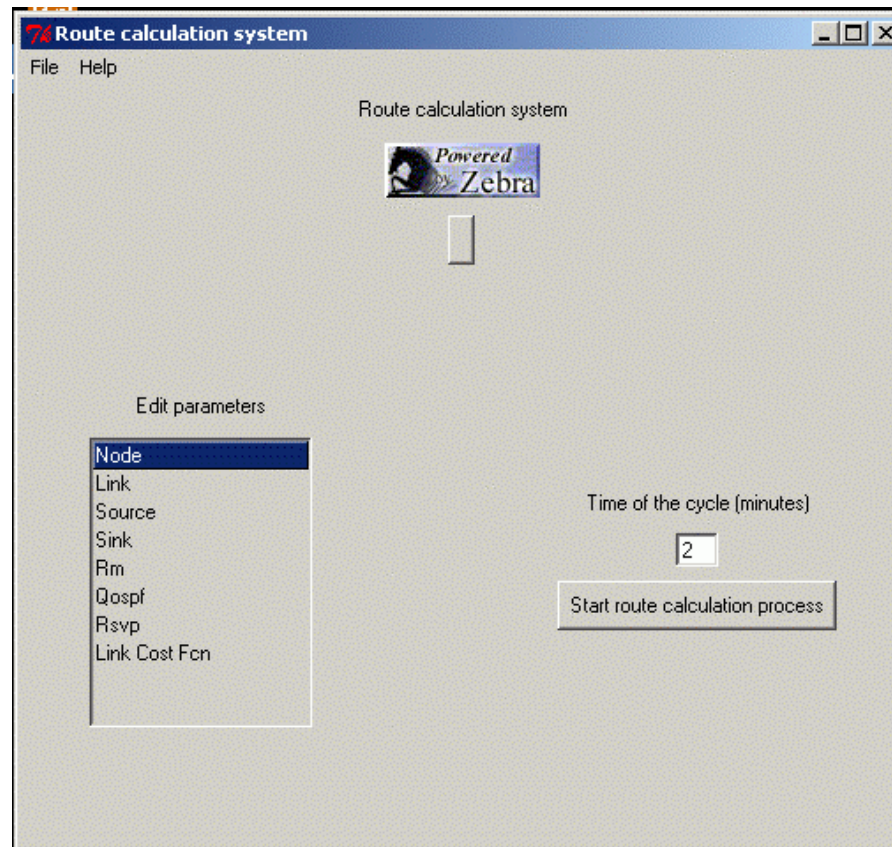 Route calculation system
File Help
Route calculation system
Powered
by Zebra
Edit parameters
Node
Link
Source
Sink
Rm
Qospf
Rsvp
Link Cost Fcn
Time of the cycle (minutes)
2
Start route calculation process